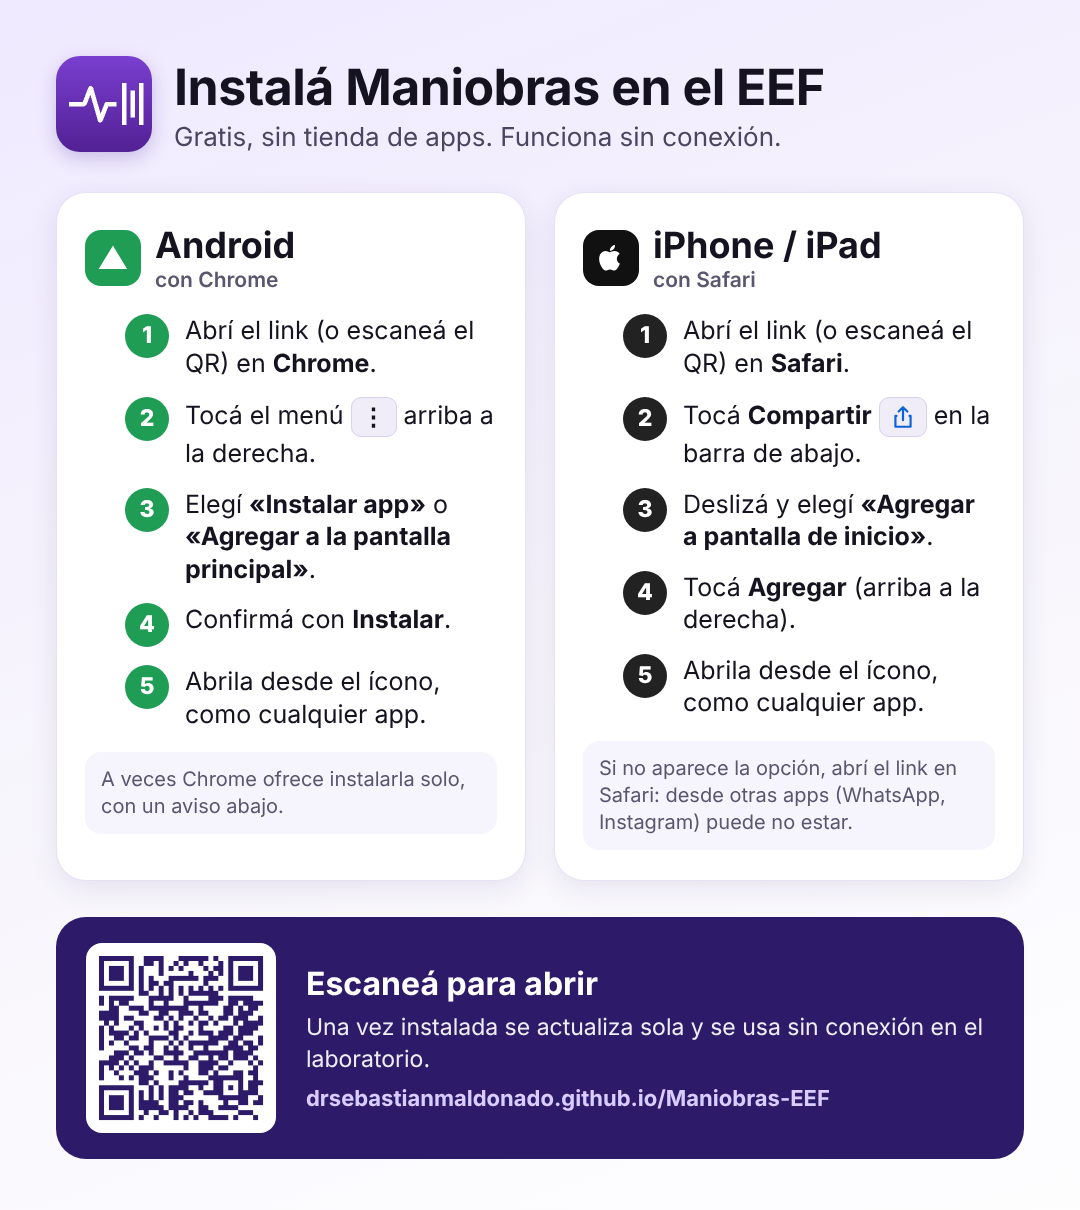 Instalá Maniobras en el EEF
Gratis, sin tienda de apps. Funciona sin conexión.
Android
con Chrome
1 Abrí el link (o escaneá el
QR) en Chrome.
2 Tocá el menú ⋮ arriba a
la derecha.
3 Elegí «Instalar app» o
«Agregar a la pantalla
principal».
4 Confirmá con Instalar.
5 Abrila desde el ícono,
como cualquier app.
A veces Chrome ofrece instalarla solo,
con un aviso abajo.
iPhone / iPad
con Safari
1 Abrí el link (o escaneá el
QR) en Safari.
2 Tocá Compartir en la
barra de abajo.
3 Deslizá y elegí «Agregar
a pantalla de inicio».
4 Tocá Agregar (arriba a la
derecha).
5 Abrila desde el ícono,
como cualquier app.
Si no aparece la opción, abrí el link en
Safari: desde otras apps (WhatsApp,
Instagram) puede no estar.
Escaneá para abrir
Una vez instalada se actualiza sola y se usa sin conexión en el
laboratorio.
drsebastianmaldonado.github.io/Maniobras-EEF